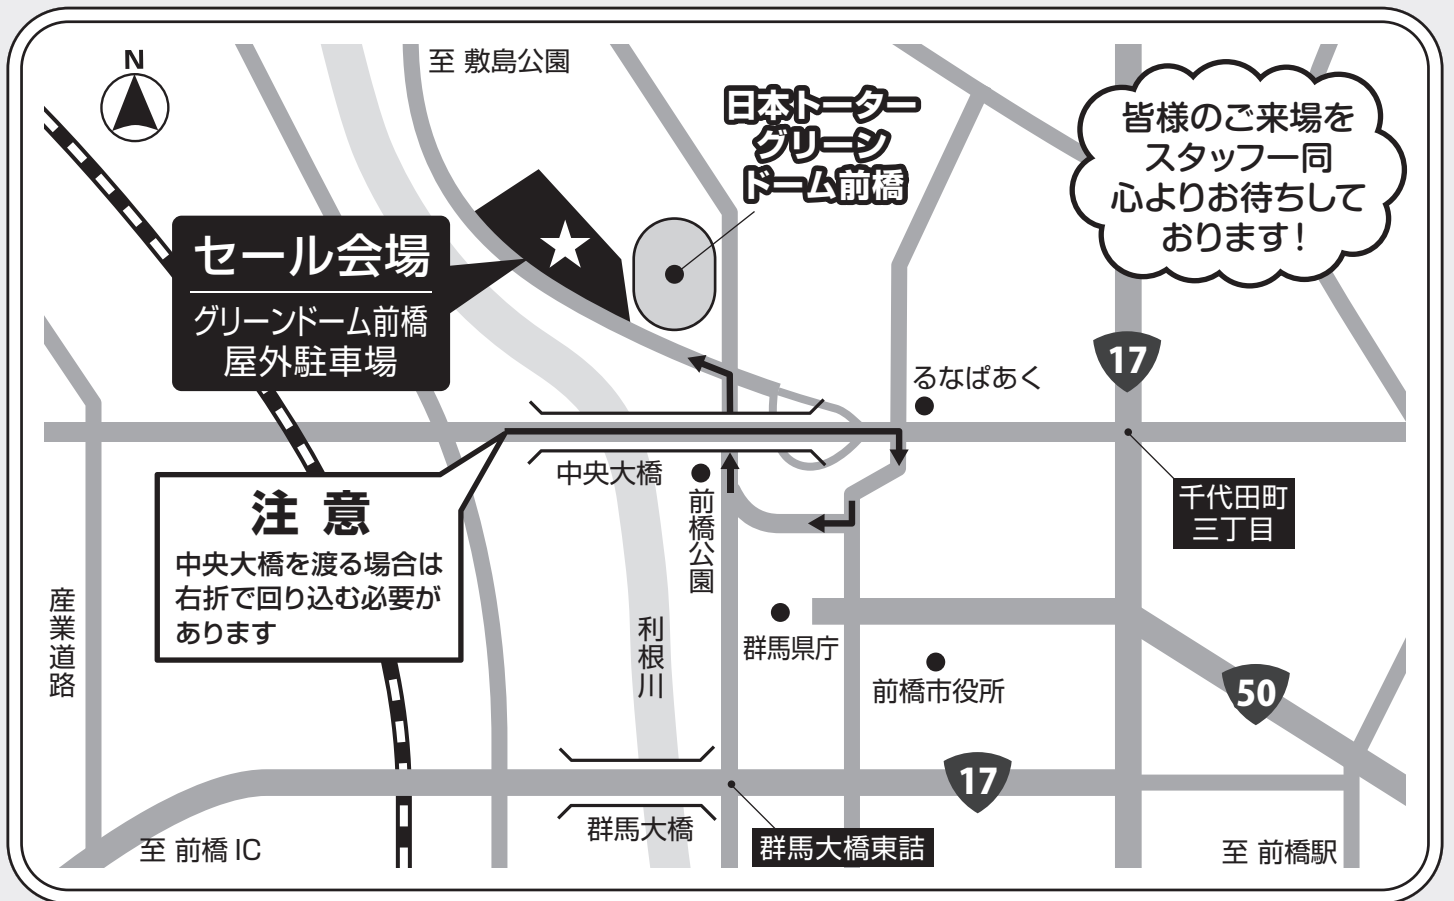 N
至 敷島公園
日本トーター
グリーン
ドーム前橋
皆様のご来場を
スタッフ一同
心よりお待ちして
おります!
セール会場
グリーンドーム前橋
屋外駐車場
17
るなぱあく
中央大橋
前橋公園
千代田町
三丁目
注意
中央大橋を渡る場合は
右折で回り込む必要が
あります
産業道路
利根川
群馬県庁
前橋市役所
50
17
群馬大橋
群馬大橋東詰
至 前橋 IC
至 前橋駅